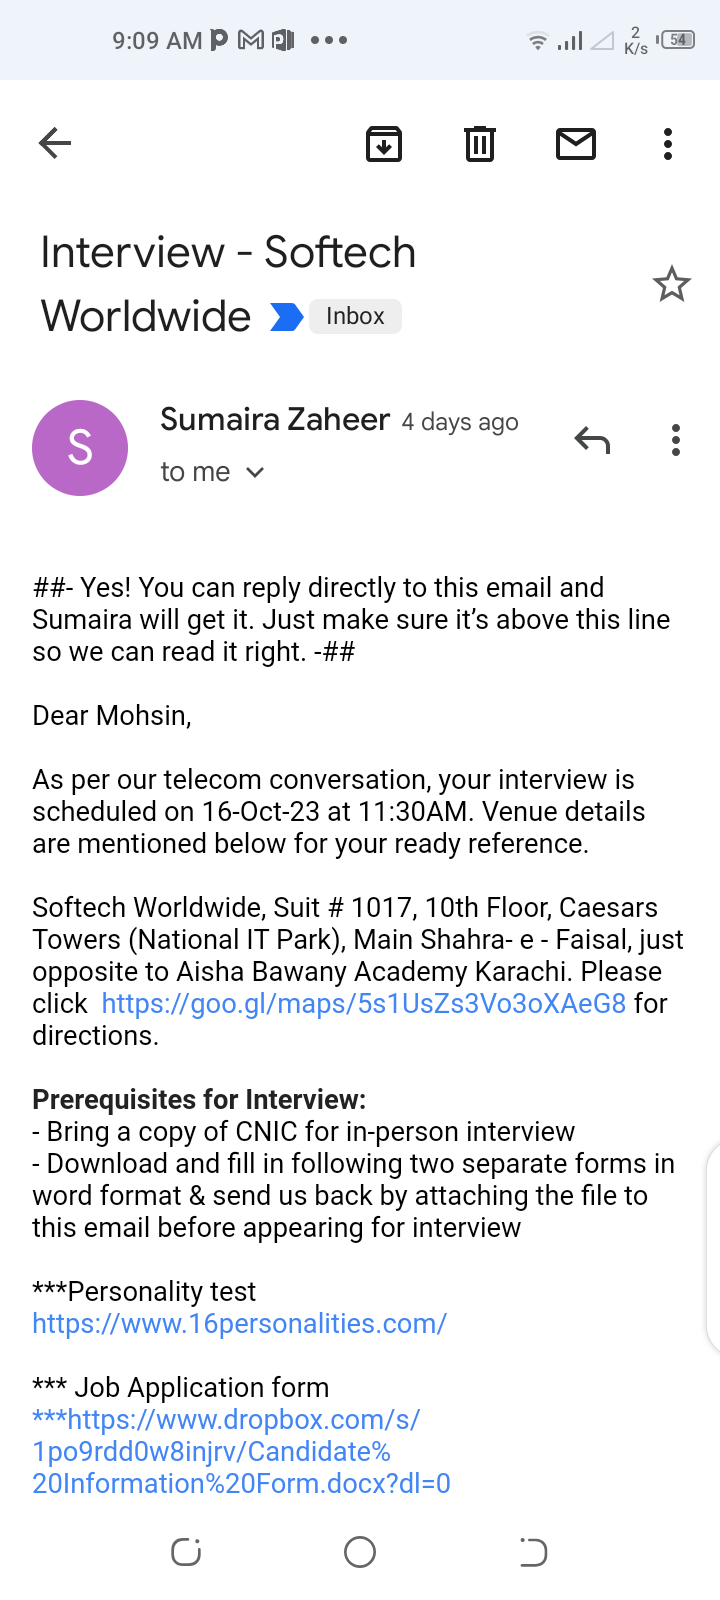 9:09 AM
2
K/s
54
Interview - Softech
Worldwide
Inbox
S
Sumaira Zaheer 4 days ago
to me
##- Yes! You can reply directly to this email and
Sumaira will get it. Just make sure it’s above this line
so we can read it right. -##
Dear Mohsin,
As per our telecom conversation, your interview is
scheduled on 16-Oct-23 at 11:30AM. Venue details
are mentioned below for your ready reference.
Softech Worldwide, Suit # 1017, 10th Floor, Caesars
Towers (National IT Park), Main Shahra- e - Faisal, just
opposite to Aisha Bawany Academy Karachi. Please
click  https://goo.gl/maps/5s1UsZs3Vo3oXAeG8 for
directions.
Prerequisites for Interview:
- Bring a copy of CNIC for in-person interview
- Download and fill in following two separate forms in
word format & send us back by attaching the file to
this email before appearing for interview
***Personality test
https://www.16personalities.com/
*** Job Application form
***https://www.dropbox.com/s/
1po9rdd0w8injrv/Candidate%
20Information%20Form.docx?dl=0